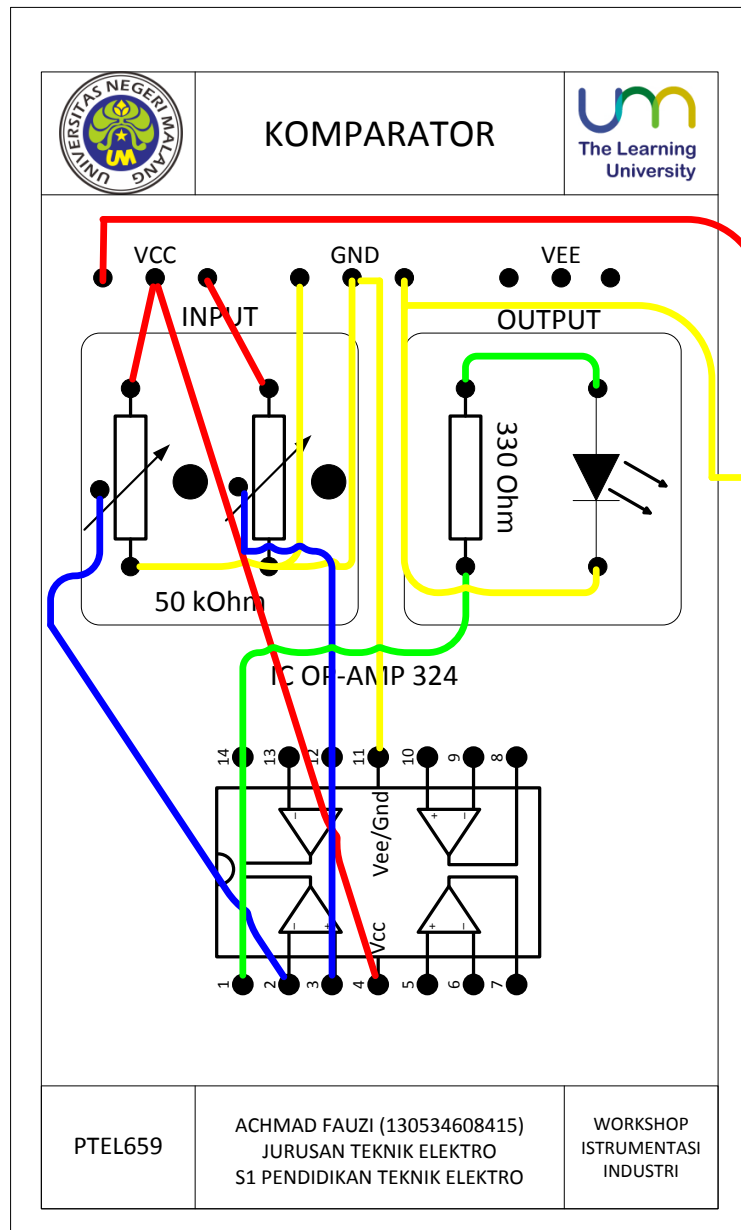 UNIVERSITAS NEGERI MALANG
UM
KOMPARATOR
um
The Learning
University
VCC
GND
VEE
INPUT
OUTPUT
330 Ohm
50 kOhm
IC OP-AMP 324
14
13
12
11
10
9
8
- - + -
Vee/Gnd
Vcc
- + + -
1
2
3
4
5
6
7
PTEL659
ACHMAD FAUZI (130534608415)
JURUSAN TEKNIK ELEKTRO
S1 PENDIDIKAN TEKNIK ELEKTRO
WORKSHOP
ISTRUMENTASI
INDUSTRI